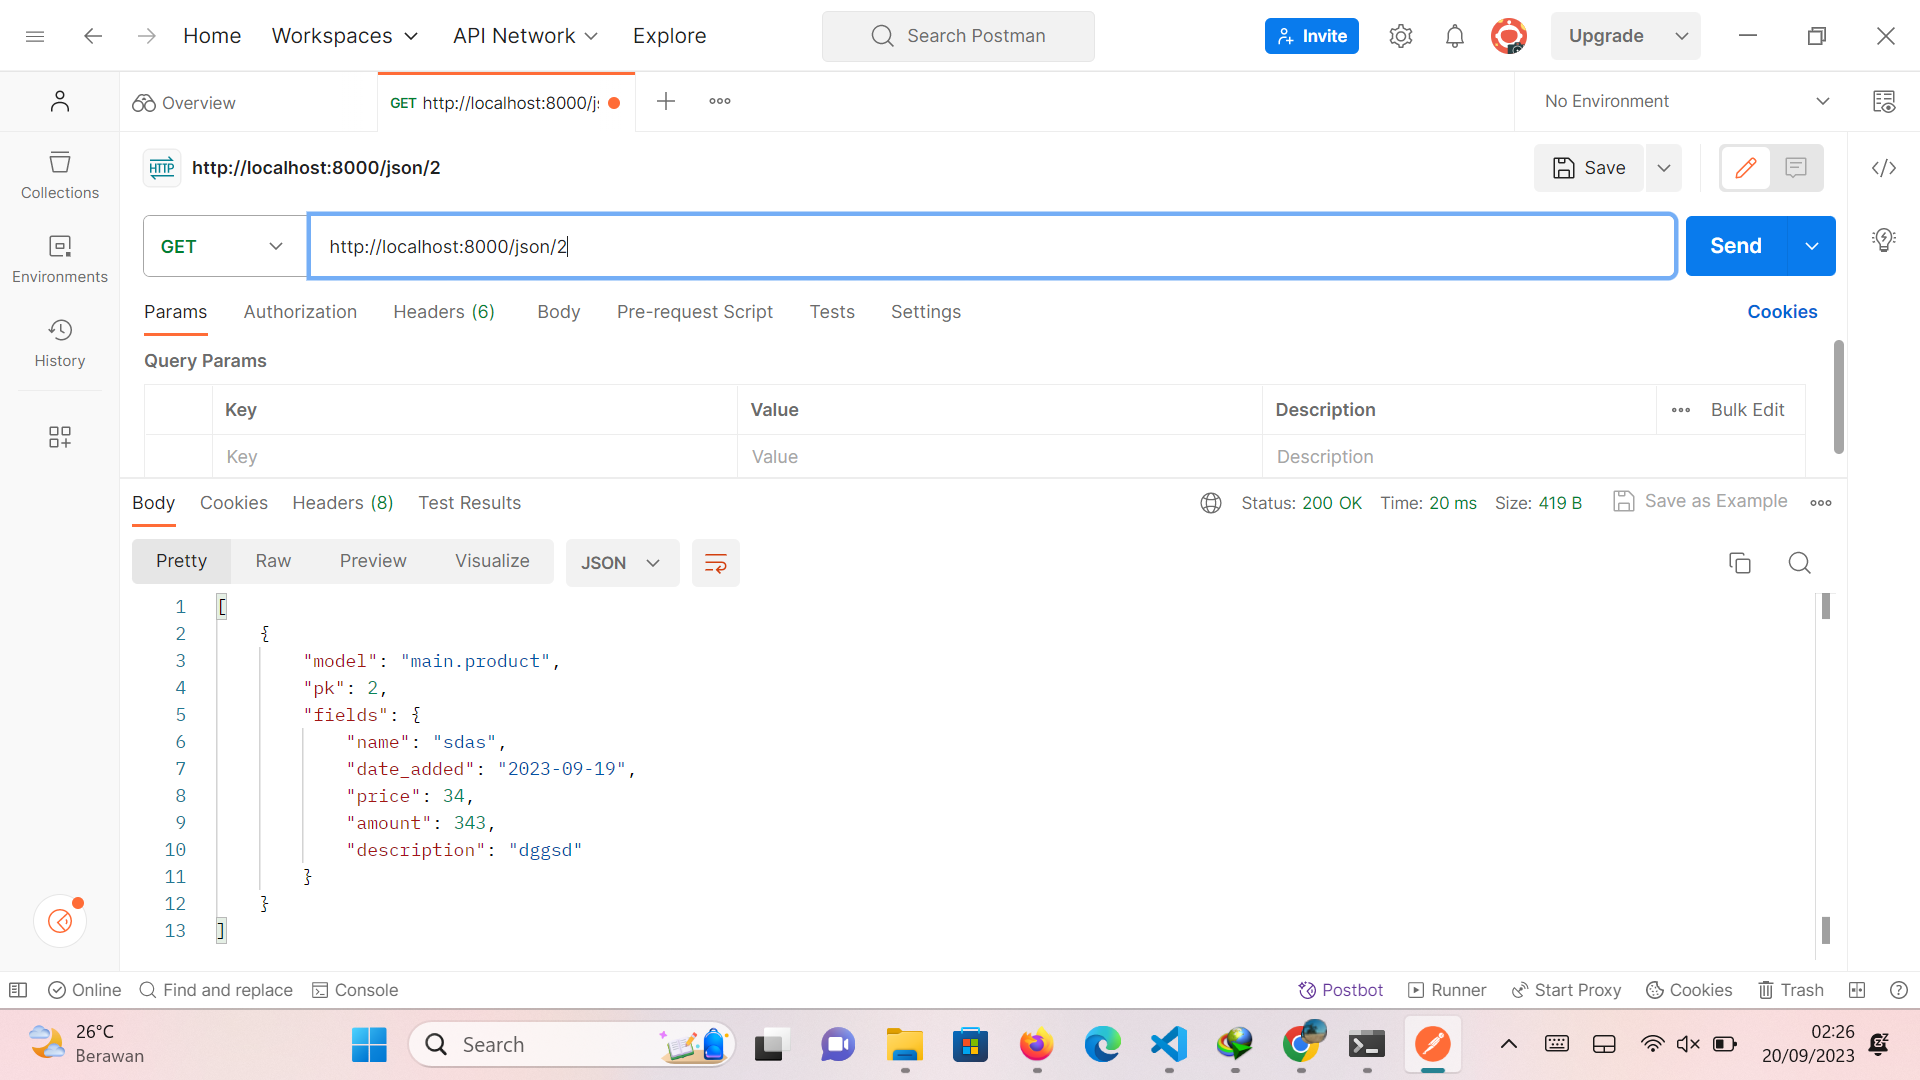 Home Workspaces API Network Explore Search Postman Invite Upgrade
Overview GET http://localhost:8000/js No Environment
HTTP http://localhost:8000/json/2 Save
GET http://localhost:8000/json/2 Send
Collections
Environments
History
Params Authorization Headers (6) Body Pre-request Script Tests Settings Cookies
Query Params
Key Value Description Bulk Edit
Key Value Description
Body Cookies Headers (8) Test Results Status: 200 OK Time: 20 ms Size: 419 B Save as Example
Pretty Raw Preview Visualize JSON
1 [
2 {
3 "model": "main.product",
4 "pk": 2,
5 "fields": {
6 "name": "sdas",
7 "date_added": "2023-09-19",
8 "price": 34,
9 "amount": 343,
10 "description": "dggsd"
11 }
12 }
13 ]
Online Find and replace Console Postbot Runner Start Proxy Cookies Trash
26°C
Berawan
Search
02:26
20/09/2023